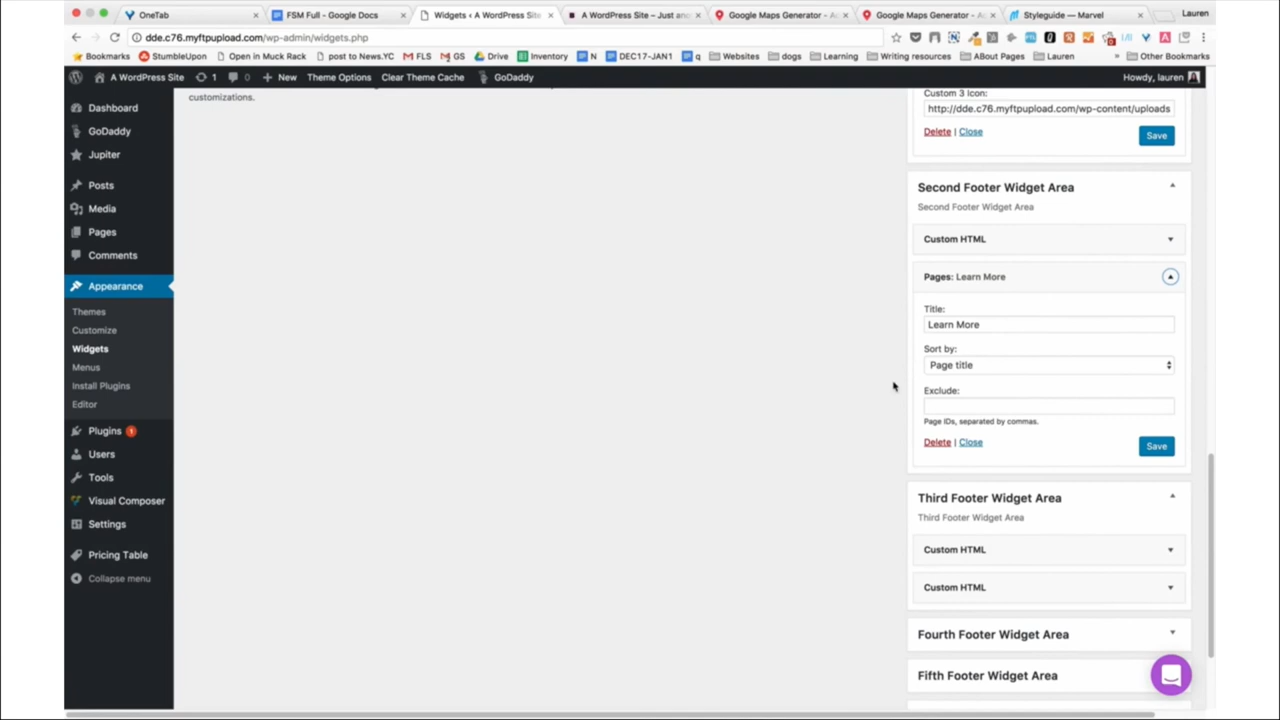 OneTab
FSM Full - Google Docs
Widgets ‹ A WordPress Site
A WordPress Site – Just an
Google Maps Generator - Ac
Google Maps Generator - Ac
Styleguide — Marvel
Lauren
dde.c76.myftpupload.com/wp-admin/widgets.php
Bookmarks StumbleUpon Open in Muck Rack post to News.YC FLS GS Drive Inventory N DEC17-JAN1 q Websites dogs Learning Writing resources ABout Pages Lauren » Other Bookmarks
A WordPress Site 1 0 New Theme Options Clear Theme Cache GoDaddy Howdy, lauren
customizations.
Dashboard
GoDaddy
Jupiter
Posts
Media
Pages
Comments
Appearance
Themes
Customize
Widgets
Menus
Install Plugins
Editor
Plugins 1
Users
Tools
Visual Composer
Settings
Pricing Table
Collapse menu
Custom 3 Icon:
http://dde.c76.myftpupload.com/wp-content/uploads
Delete | Close
Save
Second Footer Widget Area
Second Footer Widget Area
Custom HTML
Pages: Learn More
Title:
Learn More
Sort by:
Page title
Exclude:
Page IDs, separated by commas.
Delete | Close
Save
Third Footer Widget Area
Third Footer Widget Area
Custom HTML
Custom HTML
Fourth Footer Widget Area
Fifth Footer Widget Area